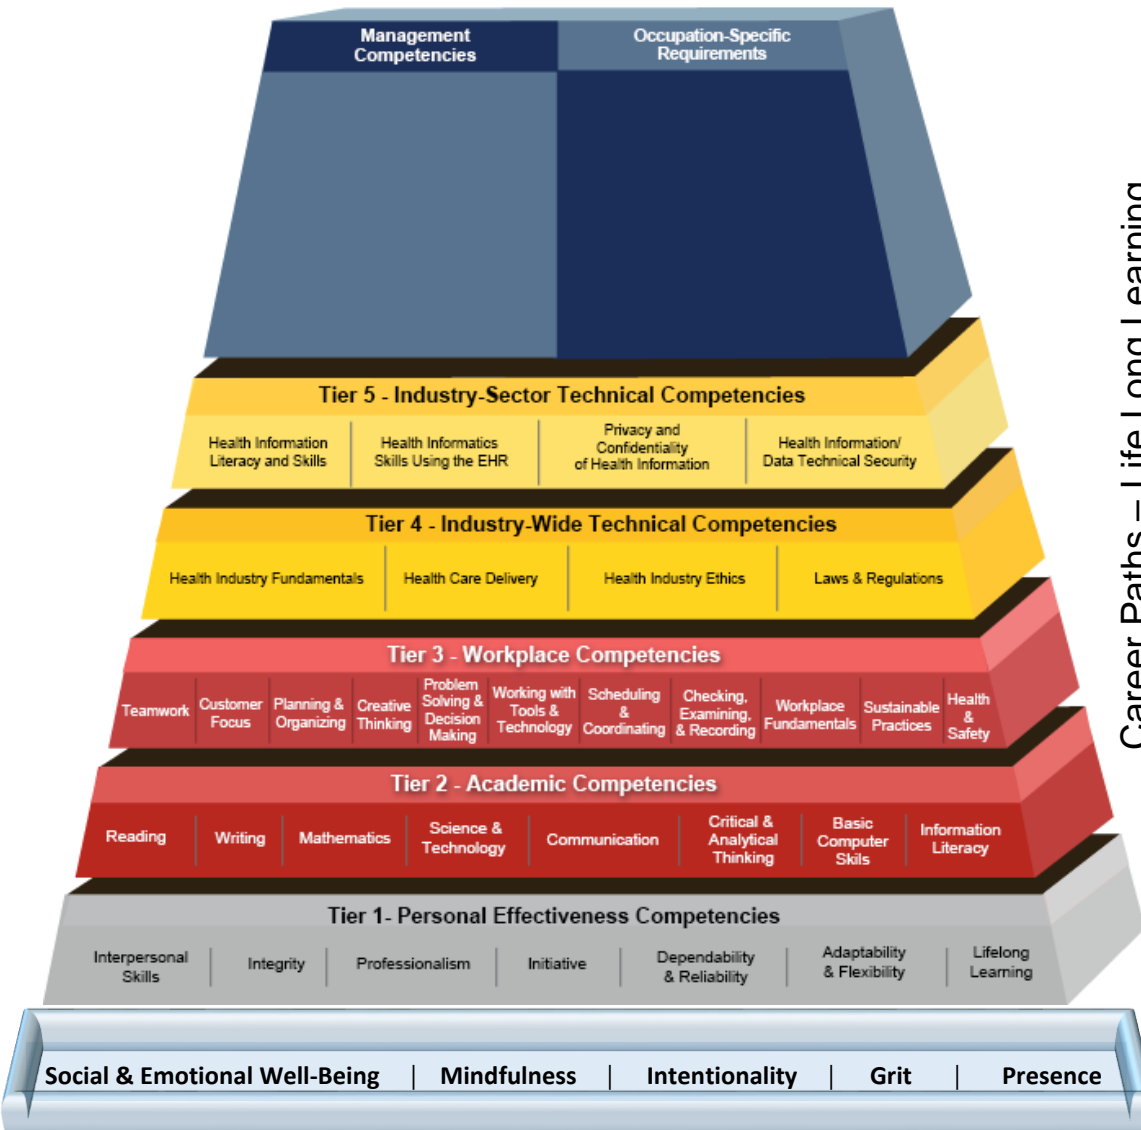 Management
Competencies
Occupation-Specific
Requirements
Tier 5 - Industry-Sector Technical Competencies
Health Information
Literacy and Skills
Health Informatics
Skills Using the EHR
Privacy and
Confidentiality
of Health Information
Health Information/
Data Technical Security
Tier 4 - Industry-Wide Technical Competencies
Health Industry Fundamentals
Health Care Delivery
Health Industry Ethics
Laws & Regulations
Tier 3 - Workplace Competencies
Teamwork
Customer
Focus
Planning &
Organizing
Creative
Thinking
Problem
Solving &
Decision
Making
Working with
Tools &
Technology
Scheduling
&
Coordinating
Checking,
Examining,
& Recording
Workplace
Fundamentals
Sustainable
Practices
Health
&
Safety
Tier 2 - Academic Competencies
Reading
Writing
Mathematics
Science &
Technology
Communication
Critical &
Analytical
Thinking
Basic
Computer
Skils
Information
Literacy
Tier 1- Personal Effectiveness Competencies
Interpersonal
Skills
Integrity
Professionalism
Initiative
Dependability
& Reliability
Adaptability
& Flexibility
Lifelong
Learning
Social & Emotional Well-Being | Mindfulness | Intentionality | Grit | Presence
Career Paths – Life Long Learning